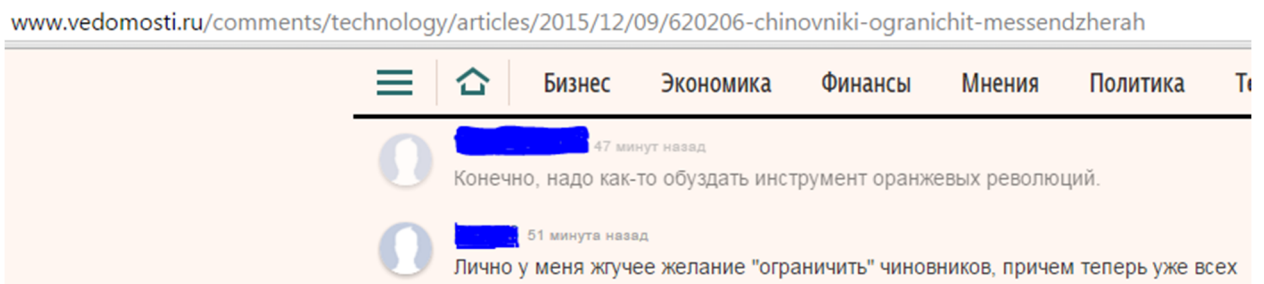 www.vedomosti.ru/comments/technology/articles/2015/12/09/620206-chinovniki-ogranichit-messendzherah
Бизнес Экономика Финансы Мнения Политика
47 минут назад
Конечно, надо как-то обуздать инструмент оранжевых революций.
51 минута назад
Лично у меня жгучее желание "ограничить" чиновников, причем теперь уже всех